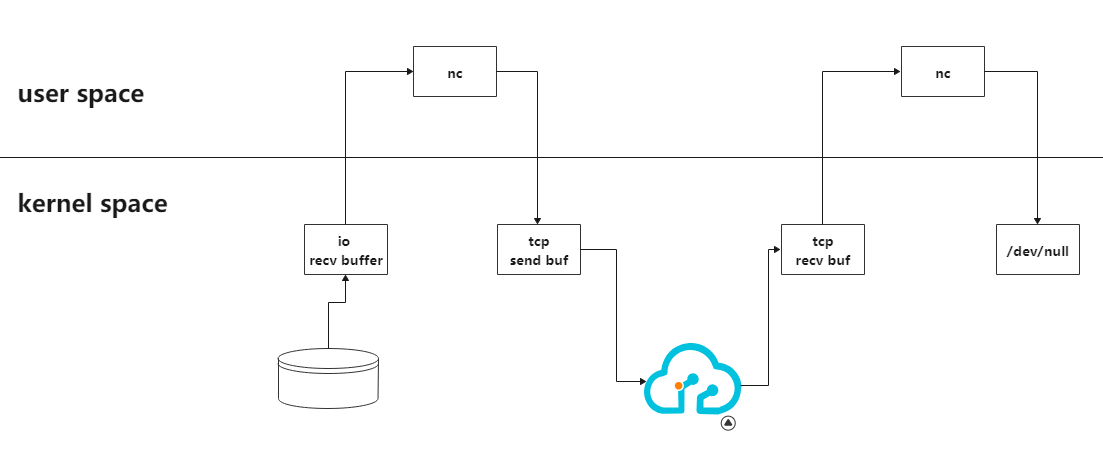 nc
nc
user space
kernel space
io
recv buffer
tcp
send buf
tcp
recv buf
/dev/null